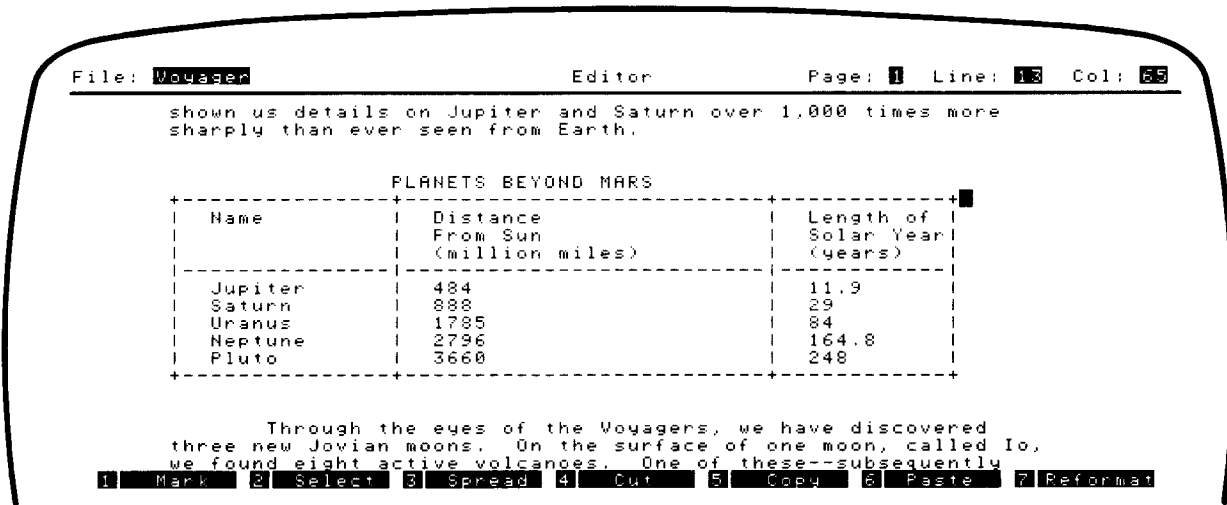 File: Voyager Editor Page: 1 Line: 13 Col: 65
shown us details on Jupiter and Saturn over 1,000 times more
sharply than ever seen from Earth.
PLANETS BEYOND MARS
Name Distance Length of
From Sun Solar Year
(million miles) (years)
Jupiter 484 11.9
Saturn 888 29
Uranus 1785 84
Neptune 2796 164.8
Pluto 3660 248
Through the eyes of the Voyagers, we have discovered
three new Jovian moons. On the surface of one moon, called Io,
we found eight active volcanoes. One of these--subsequently
1 Mark 2 Select 3 Spread 4 Cut 5 Copy 6 Paste 7 Reformat